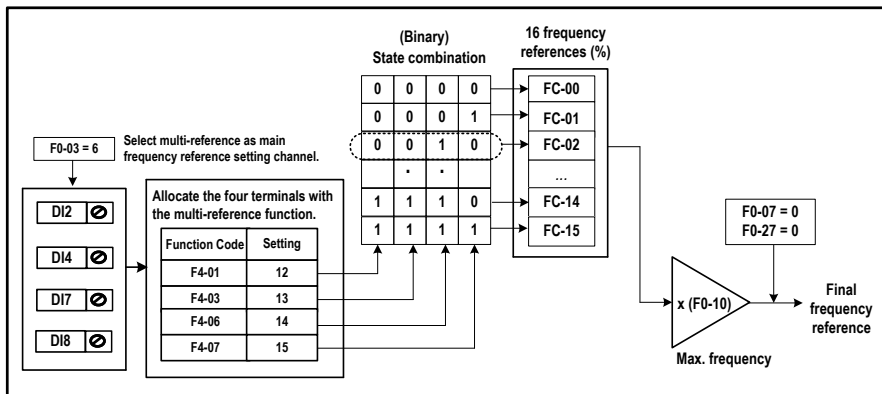 (Binary)
State combination
16 frequency
references (%)
0 0 0 0
FC-00
0 0 0 1
FC-01
0 0 1 0
FC-02
. .
...
1 1 1 0
FC-14
1 1 1 1
FC-15
F0-03 = 6
Select multi-reference as main
frequency reference setting channel.
DI2
DI4
DI7
DI8
Allocate the four terminals with
the multi-reference function.
Function Code Setting
F4-01 12
F4-03 13
F4-06 14
F4-07 15
F0-07 = 0
F0-27 = 0
x (F0-10)
Max. frequency
Final
frequency
reference